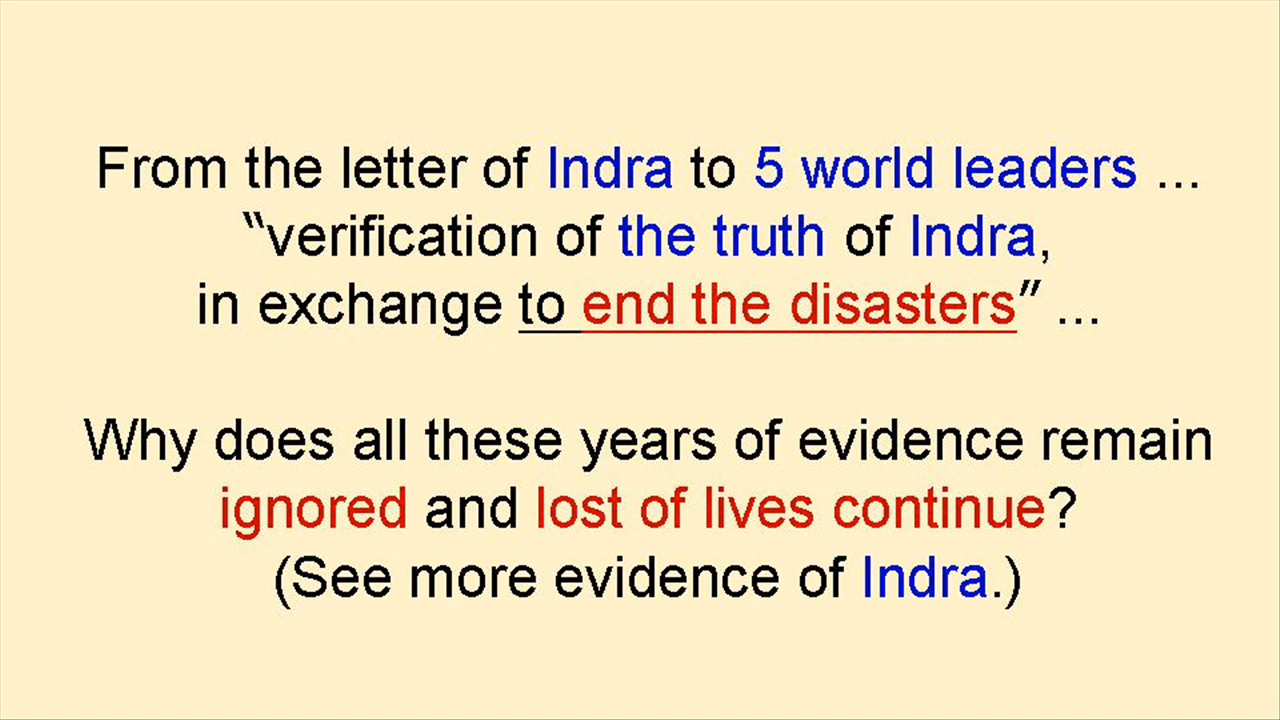 From the letter of Indra to 5 world leaders ...
“verification of the truth of Indra,
in exchange to end the disasters” ...
Why does all these years of evidence remain
ignored and lost of lives continue?
(See more evidence of Indra.)